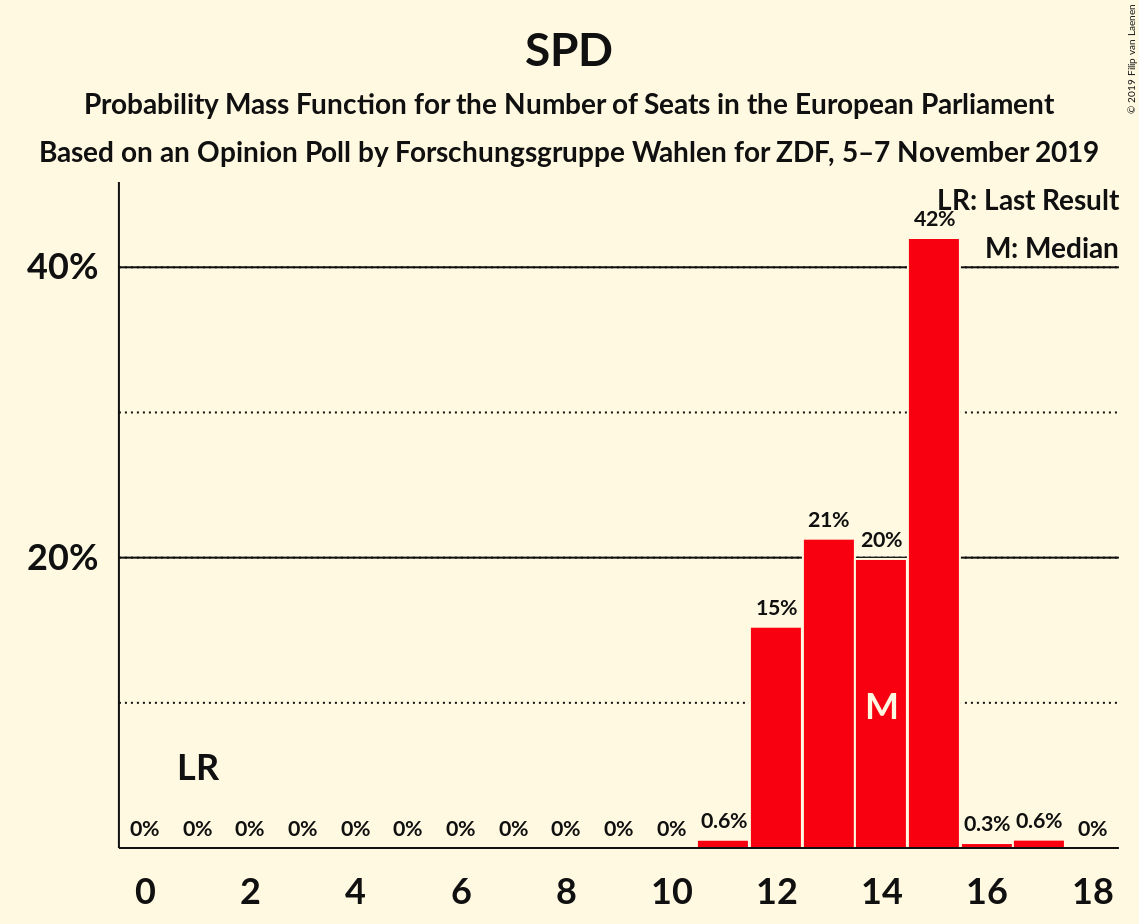 SPD
Probability Mass Function for the Number of Seats in the European Parliament
Based on an Opinion Poll by Forschungsgruppe Wahlen for ZDF, 5–7 November 2019
© 2019 Filip van Laenen
LR: Last Result
M: Median
40%
20%
42%
21%
20%
15%
M
LR
0% 0% 0% 0% 0% 0% 0% 0% 0% 0% 0% 0.6% 0.3% 0.6% 0%
0 2 4 6 8 10 12 14 16 18